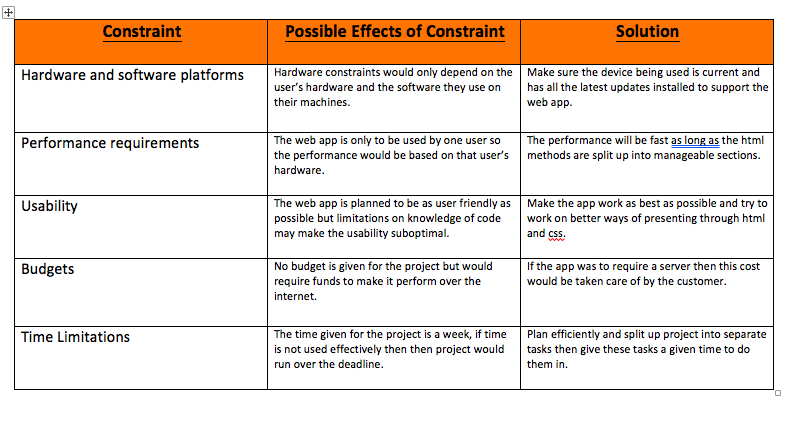 Constraint
Possible Effects of Constraint
Solution
Hardware and software platforms
Hardware constraints would only depend on the
user's hardware and the software they use on
their machines.
Make sure the device being used is current and
has all the latest updates installed to support the
web app.
Performance requirements
The web app is only to be used by one user so
the performance would be based on that user's
hardware.
The performance will be fast as long as the html
methods are split up into manageable sections.
Usability
The web app is planned to be as user friendly as
possible but limitations on knowledge of code
may make the usability suboptimal.
Make the app work as best as possible and try to
work on better ways of presenting through html
and css.
Budgets
No budget is given for the project but would
require funds to make it perform over the
internet.
If the app was to require a server then this cost
would be taken care of by the customer.
Time Limitations
The time given for the project is a week, if time
is not used effectively then then project would
run over the deadline.
Plan efficiently and split up project into separate
tasks then give these tasks a given time to do
them in.